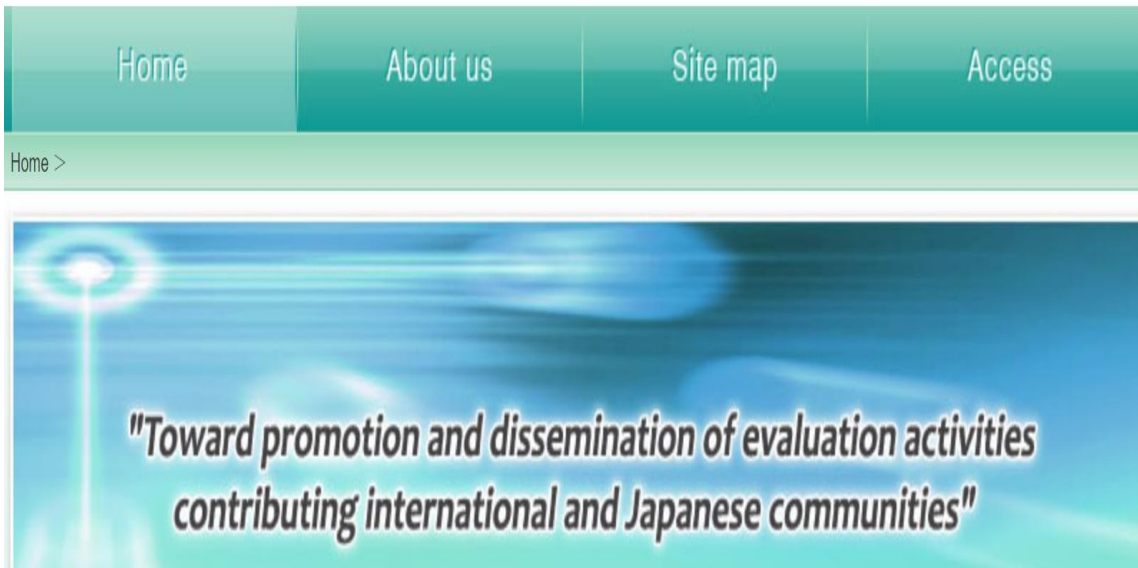 Home About us Site map Access
Home >
"Toward promotion and dissemination of evaluation activities
contributing international and Japanese communities"